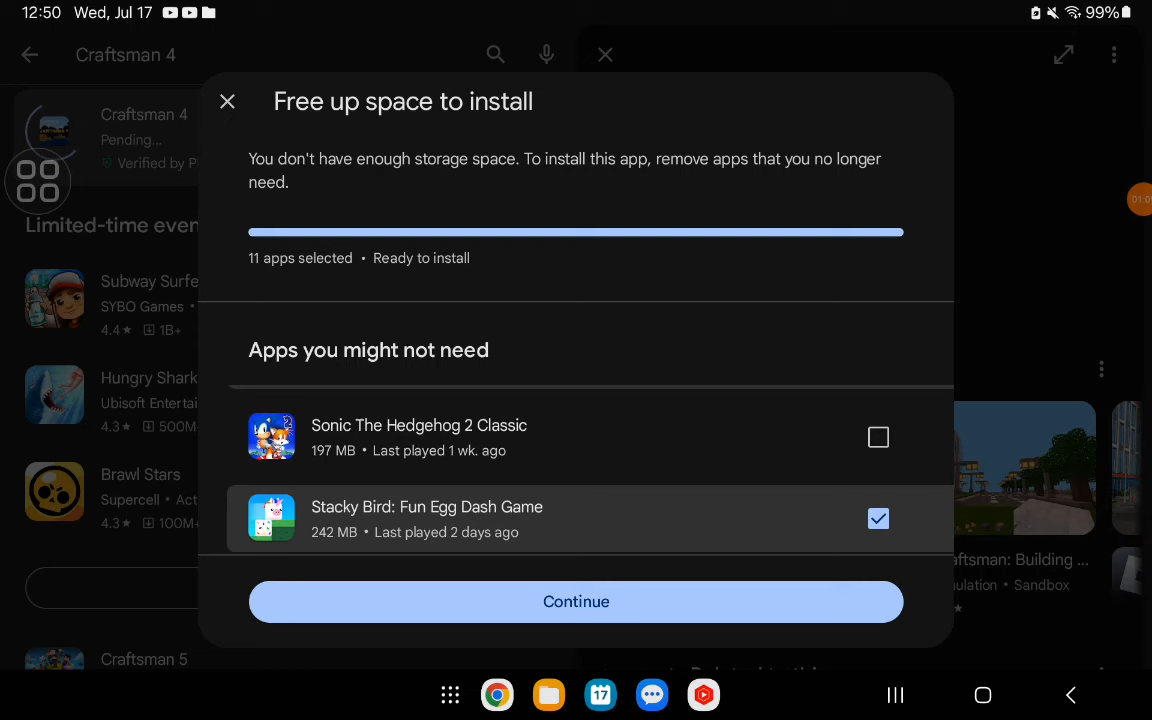 12:50 Wed, Jul 17
99%
Craftsman 4
Craftsman 4
Pending...
Verified by P
Limited-time even
Subway Surfe
SYBO Games •
4.4★ 1B+
Hungry Shark
Ubisoft Entertai
4.3★ 500M
Brawl Stars
Supercell • Act
4.3★ 100M+
Craftsman 5
Free up space to install
You don't have enough storage space. To install this app, remove apps that you no longer
need.
11 apps selected • Ready to install
Apps you might not need
Sonic The Hedgehog 2 Classic
197 MB • Last played 1 wk. ago
Stacky Bird: Fun Egg Dash Game
242 MB • Last played 2 days ago
Continue
01:0
aftsman: Building ...
ulation • Sandbox
17